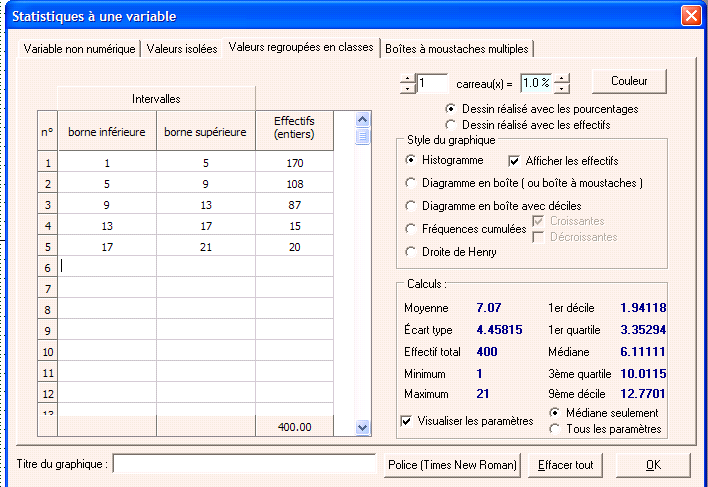 Statistiques à une variable
Variable non numérique Valeurs isolées Valeurs regroupées en classes Boîtes à moustaches multiples
1 carreau(x) = 1.0 % Couleur
Dessin réalisé avec les pourcentages
Dessin réalisé avec les effectifs
Intervalles
n° borne inférieure borne supérieure Effectifs
(entiers)
1 1 5 170
2 5 9 108
3 9 13 87
4 13 17 15
5 17 21 20
6
7
8
9
10
11
12
13
400.00
Style du graphique
Histogramme Afficher les effectifs
Diagramme en boîte ( ou boîte à moustaches )
Diagramme en boîte avec déciles
Fréquences cumulées Croissantes
Décroissantes
Droite de Henry
Calculs :
Moyenne 7.07 1er décile 1.94118
Écart type 4.45815 1er quartile 3.35294
Effectif total 400 Médiane 6.11111
Minimum 1 3ème quartile 10.0115
Maximum 21 9ème décile 12.7701
Visualiser les paramètres Médiane seulement
Tous les paramètres
Titre du graphique : Police (Times New Roman) Effacer tout OK